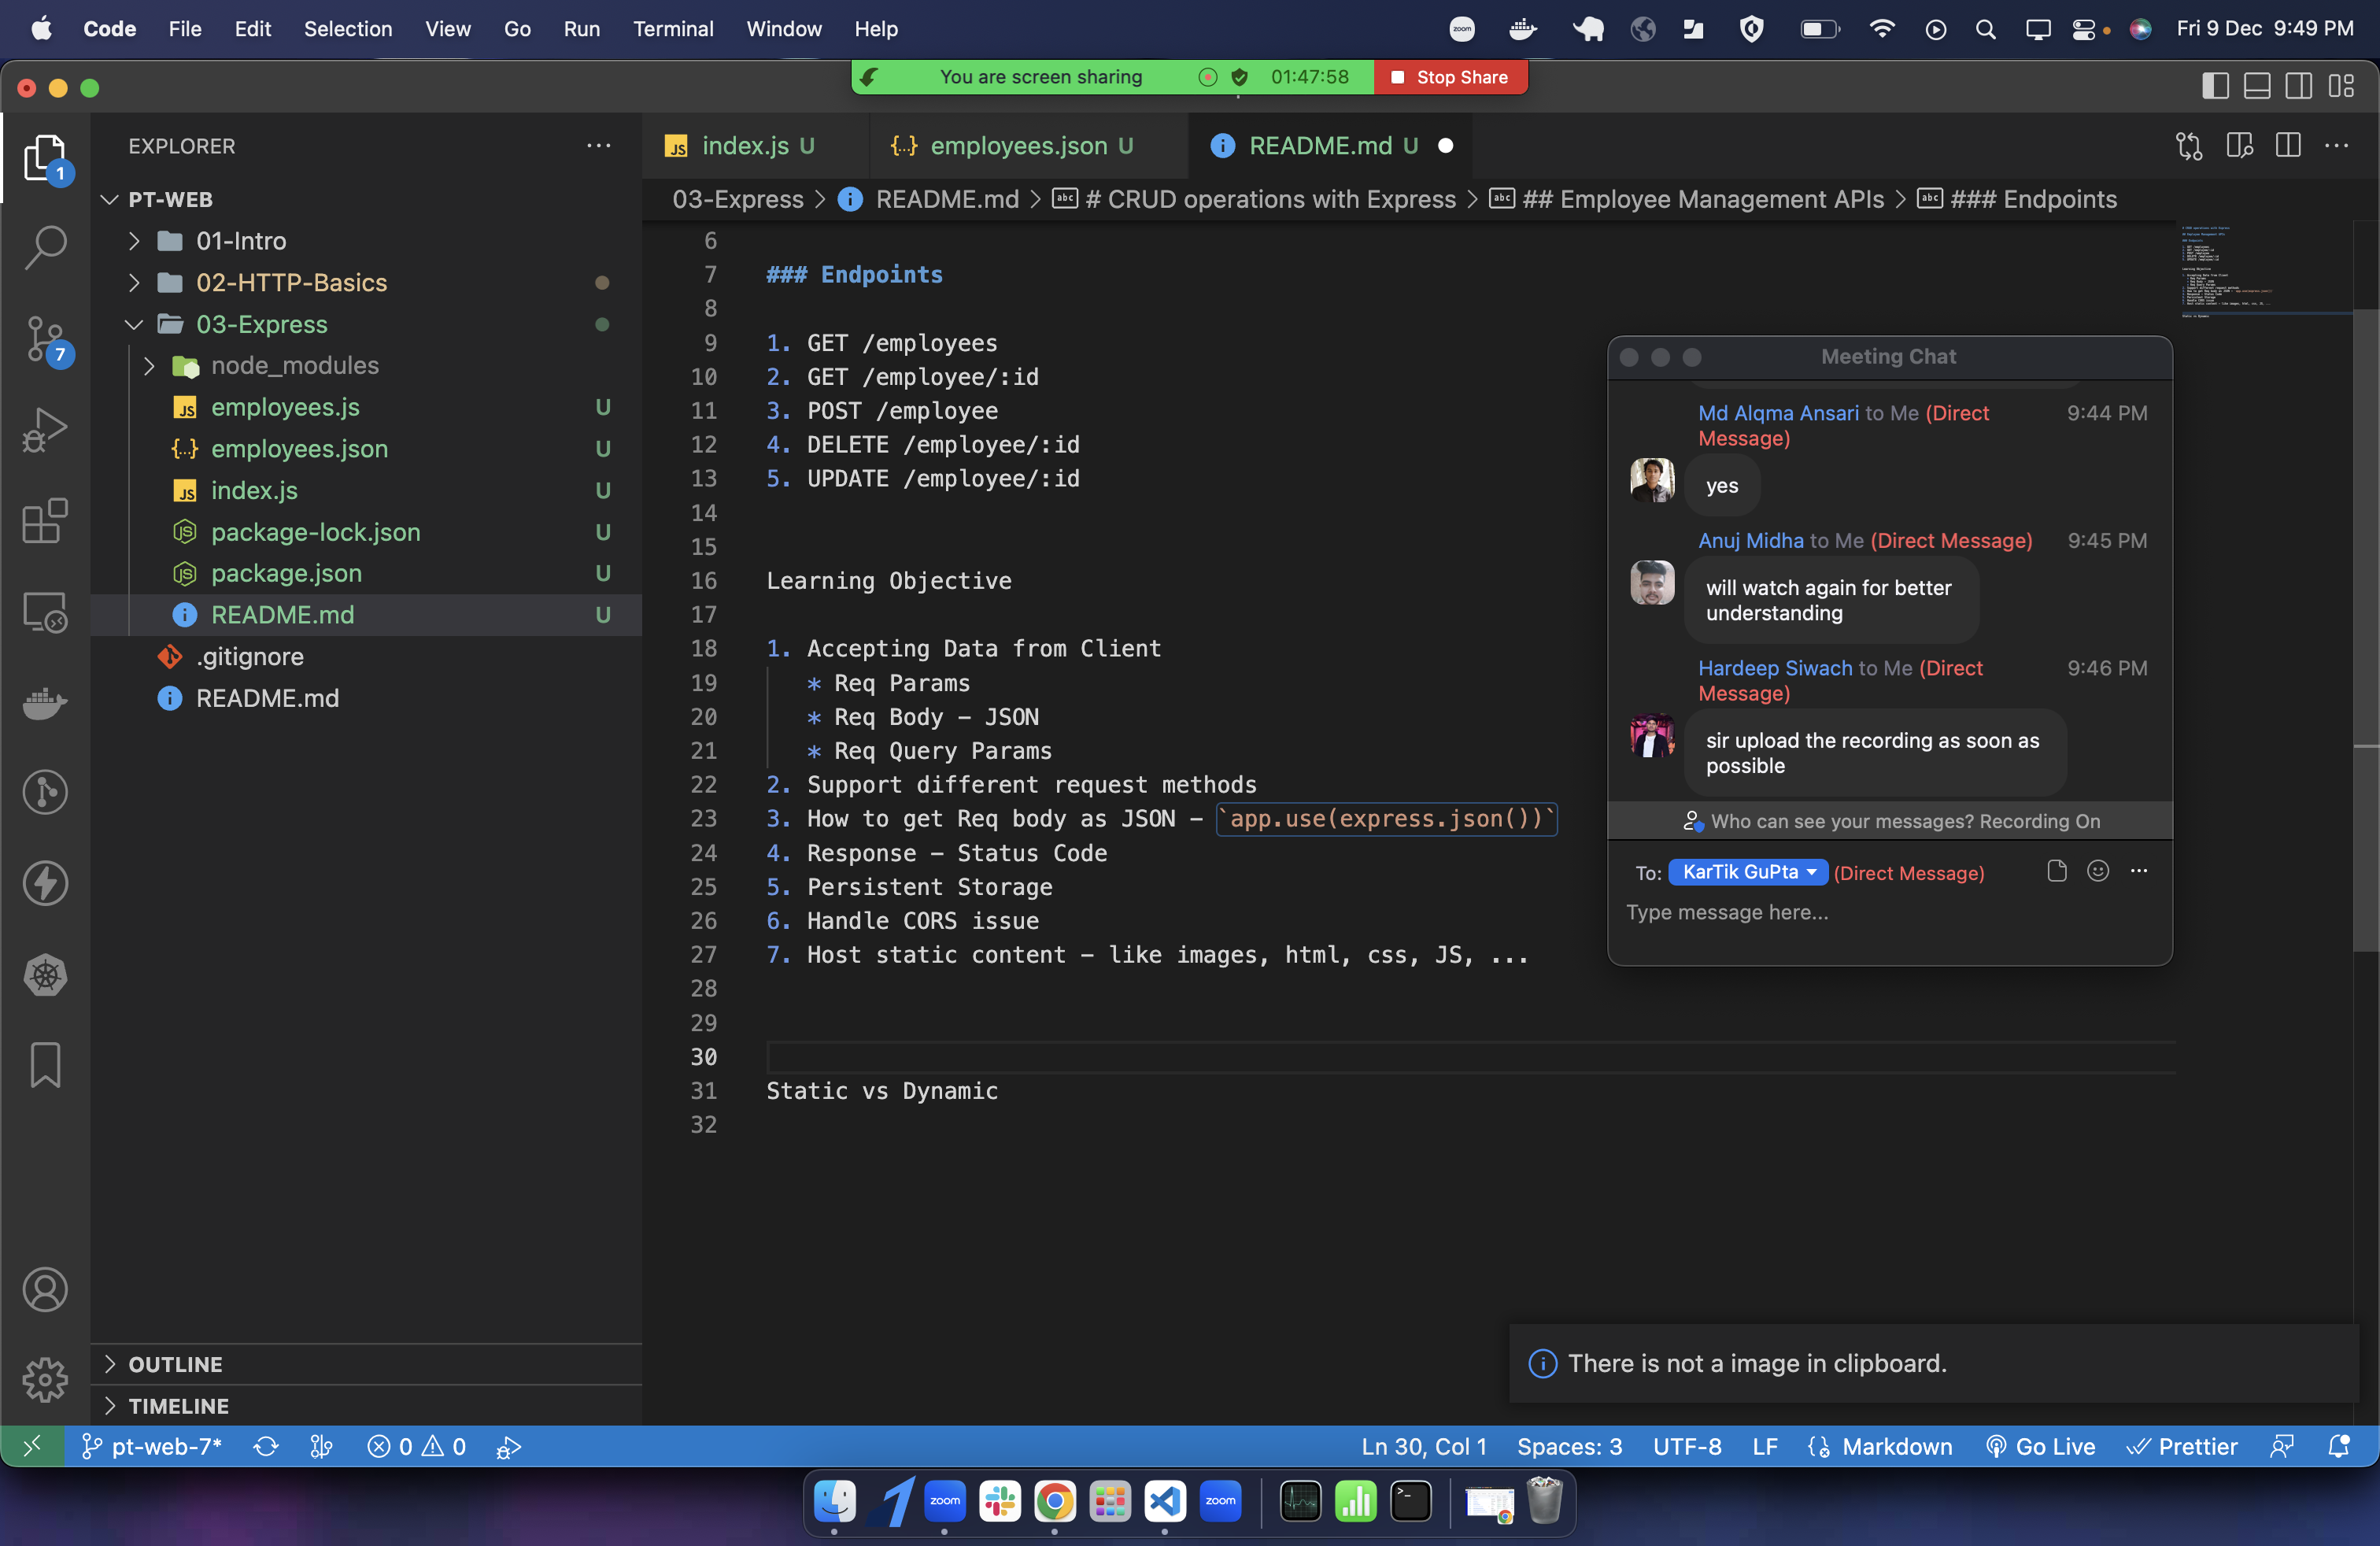 Code File Edit Selection View Go Run Terminal Window Help
zoom
Fri 9 Dec 9:49 PM
You are screen sharing
01:47:58
Stop Share
EXPLORER
PT-WEB
01-Intro
02-HTTP-Basics
03-Express
node_modules
employees.js U
employees.json U
index.js U
package-lock.json U
package.json U
README.md U
.gitignore
README.md
OUTLINE
TIMELINE
1
7
index.js U
employees.json U
README.md U
03-Express > README.md > # CRUD operations with Express > ## Employee Management APIs > ### Endpoints
6
7 ### Endpoints
8
9 1. GET /employees
10 2. GET /employee/:id
11 3. POST /employee
12 4. DELETE /employee/:id
13 5. UPDATE /employee/:id
14
15
16 Learning Objective
17
18 1. Accepting Data from Client
19 * Req Params
20 * Req Body – JSON
21 * Req Query Params
22 2. Support different request methods
23 3. How to get Req body as JSON – `app.use(express.json())`
24 4. Response – Status Code
25 5. Persistent Storage
26 6. Handle CORS issue
27 7. Host static content – like images, html, css, JS, ...
28
29
30
31 Static vs Dynamic
32
Meeting Chat
Md Alqma Ansari to Me (Direct Message) 9:44 PM
yes
Anuj Midha to Me (Direct Message) 9:45 PM
will watch again for better
understanding
Hardeep Siwach to Me (Direct Message) 9:46 PM
sir upload the recording as soon as
possible
Who can see your messages? Recording On
To: KarTik GuPta (Direct Message)
Type message here...
There is not a image in clipboard.
pt-web-7* 0 0
Ln 30, Col 1 Spaces: 3 UTF-8 LF Markdown Go Live Prettier
zoom
zoom